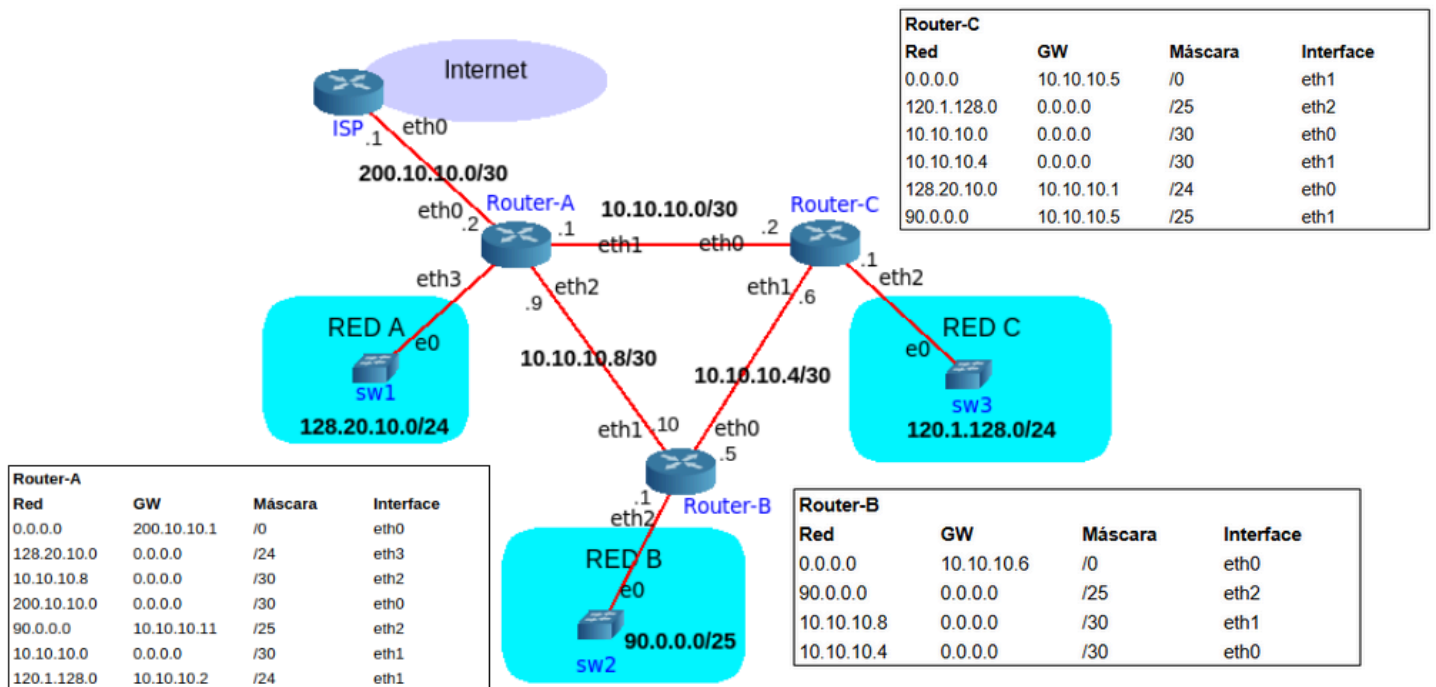 Router-C
Red GW Máscara Interface
0.0.0.0 10.10.10.5 /0 eth1
120.1.128.0 0.0.0.0 /25 eth2
10.10.10.0 0.0.0.0 /30 eth0
10.10.10.4 0.0.0.0 /30 eth1
128.20.10.0 10.10.10.1 /24 eth0
90.0.0.0 10.10.10.5 /25 eth1
Internet
ISP
.1
eth0
200.10.10.0/30
eth0
.2
Router-A
.1
10.10.10.0/30
.2
Router-C
eth1
eth0
.1
eth3
eth2
.9
eth1
.6
eth2
RED A
e0
sw1
128.20.10.0/24
10.10.10.8/30
10.10.10.4/30
RED C
e0
sw3
120.1.128.0/24
eth1
.10
eth0
.5
.1
Router-B
eth2
RED B
e0
90.0.0.0/25
sw2
Router-A
Red GW Máscara Interface
0.0.0.0 200.10.10.1 /0 eth0
128.20.10.0 0.0.0.0 /24 eth3
10.10.10.8 0.0.0.0 /30 eth2
200.10.10.0 0.0.0.0 /30 eth0
90.0.0.0 10.10.10.11 /25 eth2
10.10.10.0 0.0.0.0 /30 eth1
120.1.128.0 10.10.10.2 /24 eth1
Router-B
Red GW Máscara Interface
0.0.0.0 10.10.10.6 /0 eth0
90.0.0.0 0.0.0.0 /25 eth2
10.10.10.8 0.0.0.0 /30 eth1
10.10.10.4 0.0.0.0 /30 eth0